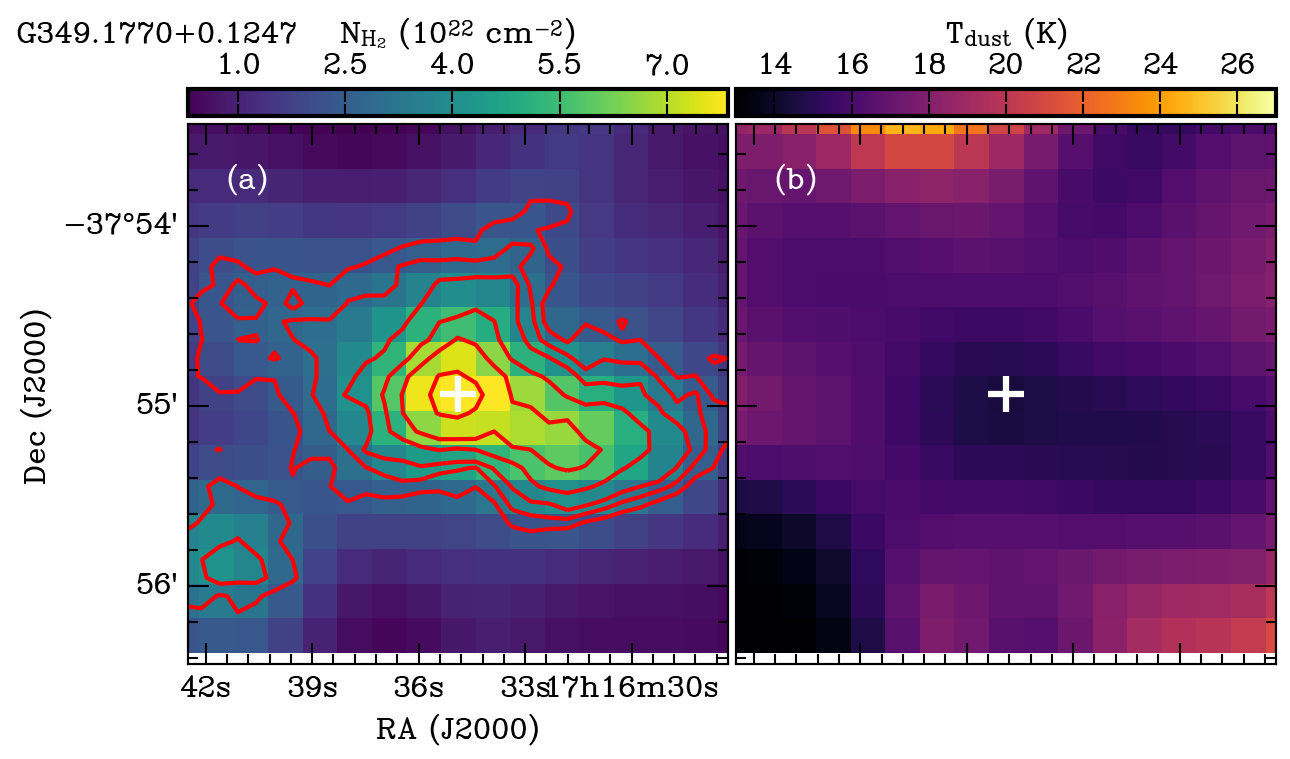 G349.1770+0.1247 N_H₂ (10²² cm⁻²) T_dust (K)
1.0 2.5 4.0 5.5 7.0 14 16 18 20 22 24 26
(a) (b)
−37°54'
55'
56'
Dec (J2000)
42s 39s 36s 33s 17h16m30s
RA (J2000)